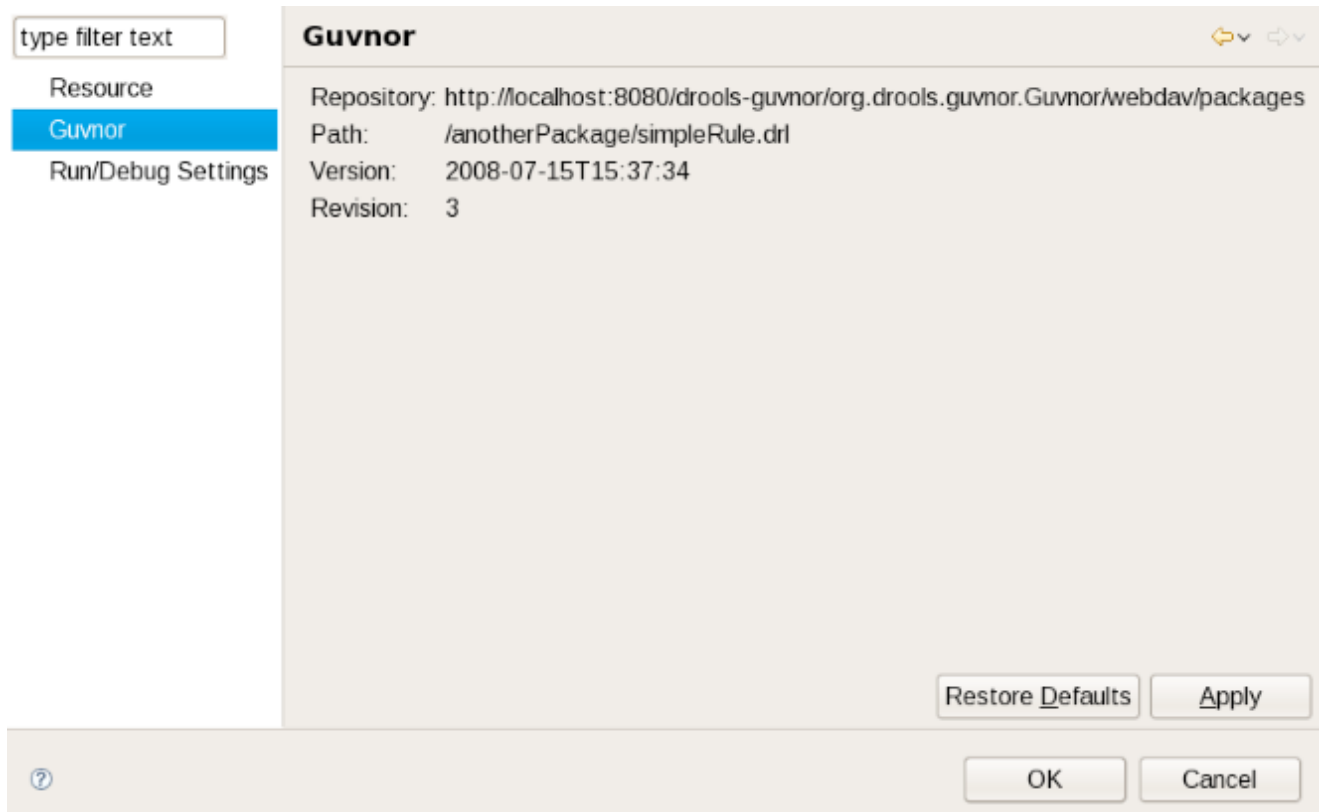 type filter text
Resource
Guvnor
Run/Debug Settings
Guvnor
Repository: http://localhost:8080/drools-guvnor/org.drools.guvnor.Guvnor/webdav/packages
Path: /anotherPackage/simpleRule.drl
Version: 2008-07-15T15:37:34
Revision: 3
Restore Defaults Apply
? OK Cancel